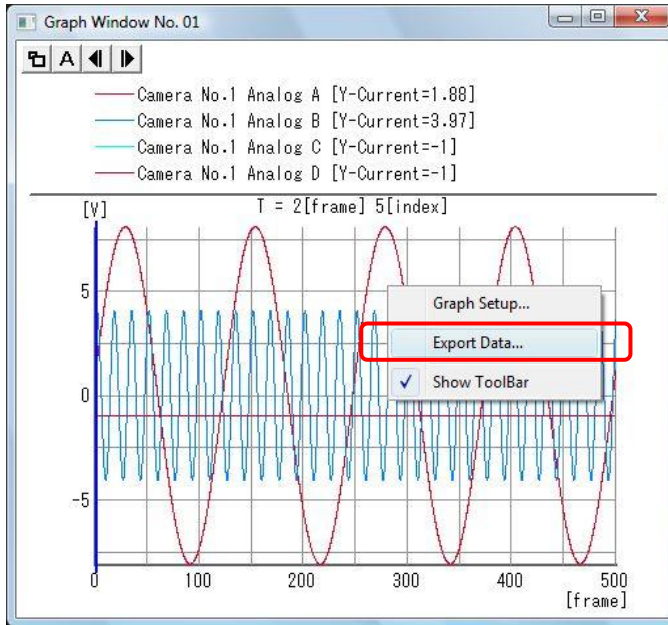 Graph Window No. 01
A
Camera No.1 Analog A [Y-Current=1.88]
Camera No.1 Analog B [Y-Current=3.97]
Camera No.1 Analog C [Y-Current=-1]
Camera No.1 Analog D [Y-Current=-1]
[V] T = 2[frame] 5[index]
5
Graph Setup...
Export Data...
Show ToolBar
0
-5
0 100 200 300 400 500
[frame]